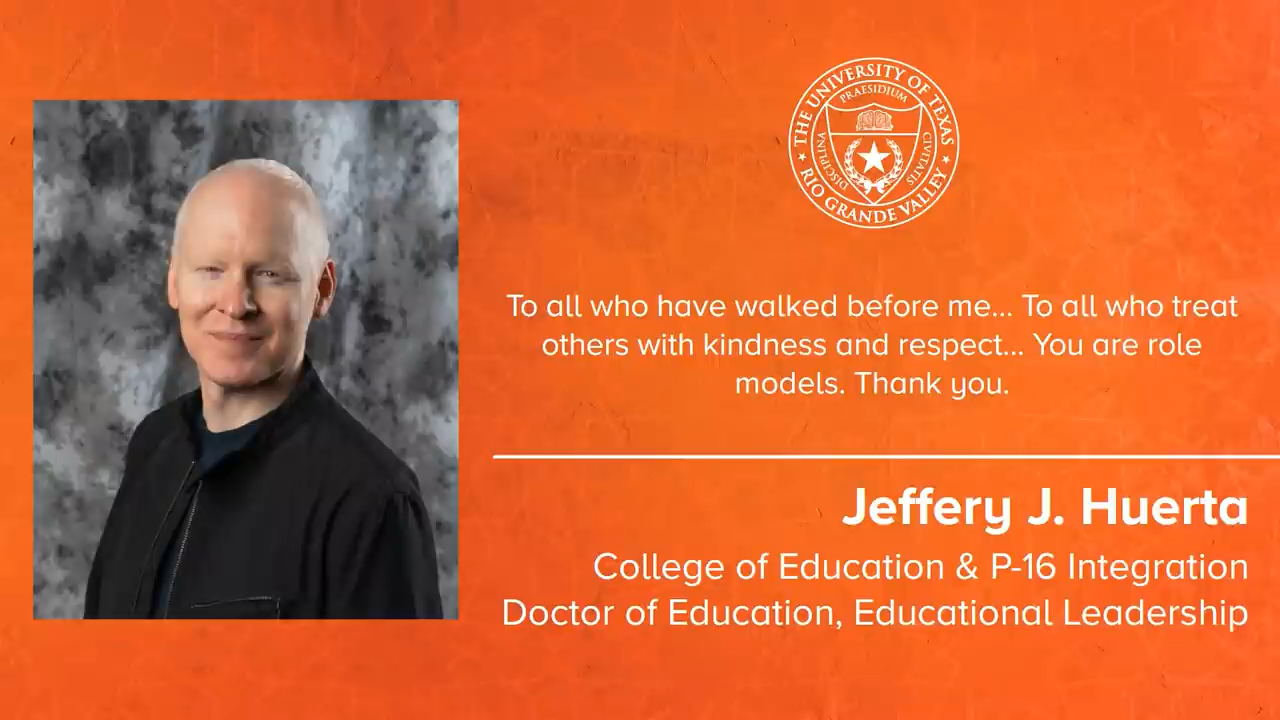 THE UNIVERSITY OF TEXAS
RIO GRANDE VALLEY
PRAESIDIUM
DISCIPLINA
CIVITATIS
To all who have walked before me... To all who treat
others with kindness and respect... You are role
models. Thank you.
Jeffery J. Huerta
College of Education & P-16 Integration
Doctor of Education, Educational Leadership